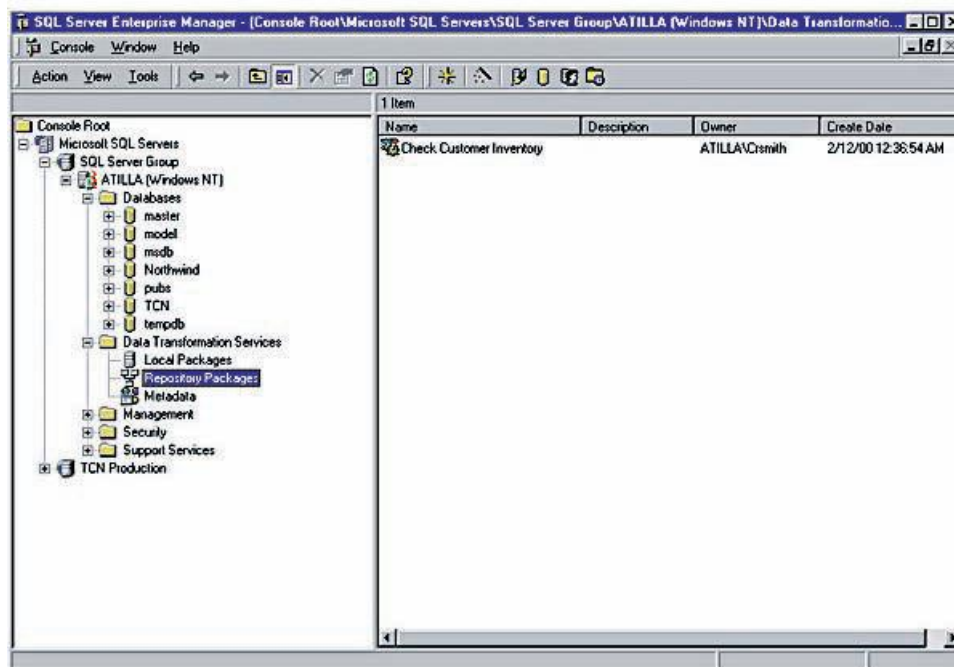 SQL Server Enterprise Manager - [Console Root\Microsoft SQL Servers\SQL Server Group\ATILLA (Windows NT)\Data Transformatio...
Console Window Help
Action View Tools
1 Item
Console Root
Microsoft SQL Servers
SQL Server Group
ATILLA (Windows NT)
Databases
master
model
msdb
Northwind
pubs
TCN
tempdb
Data Transformation Services
Local Packages
Repository Packages
Metadata
Management
Security
Support Services
TCN Production
Name Description Owner Create Date
Check Customer Inventory ATILLA\Crsmith 2/12/00 12:36:54 AM